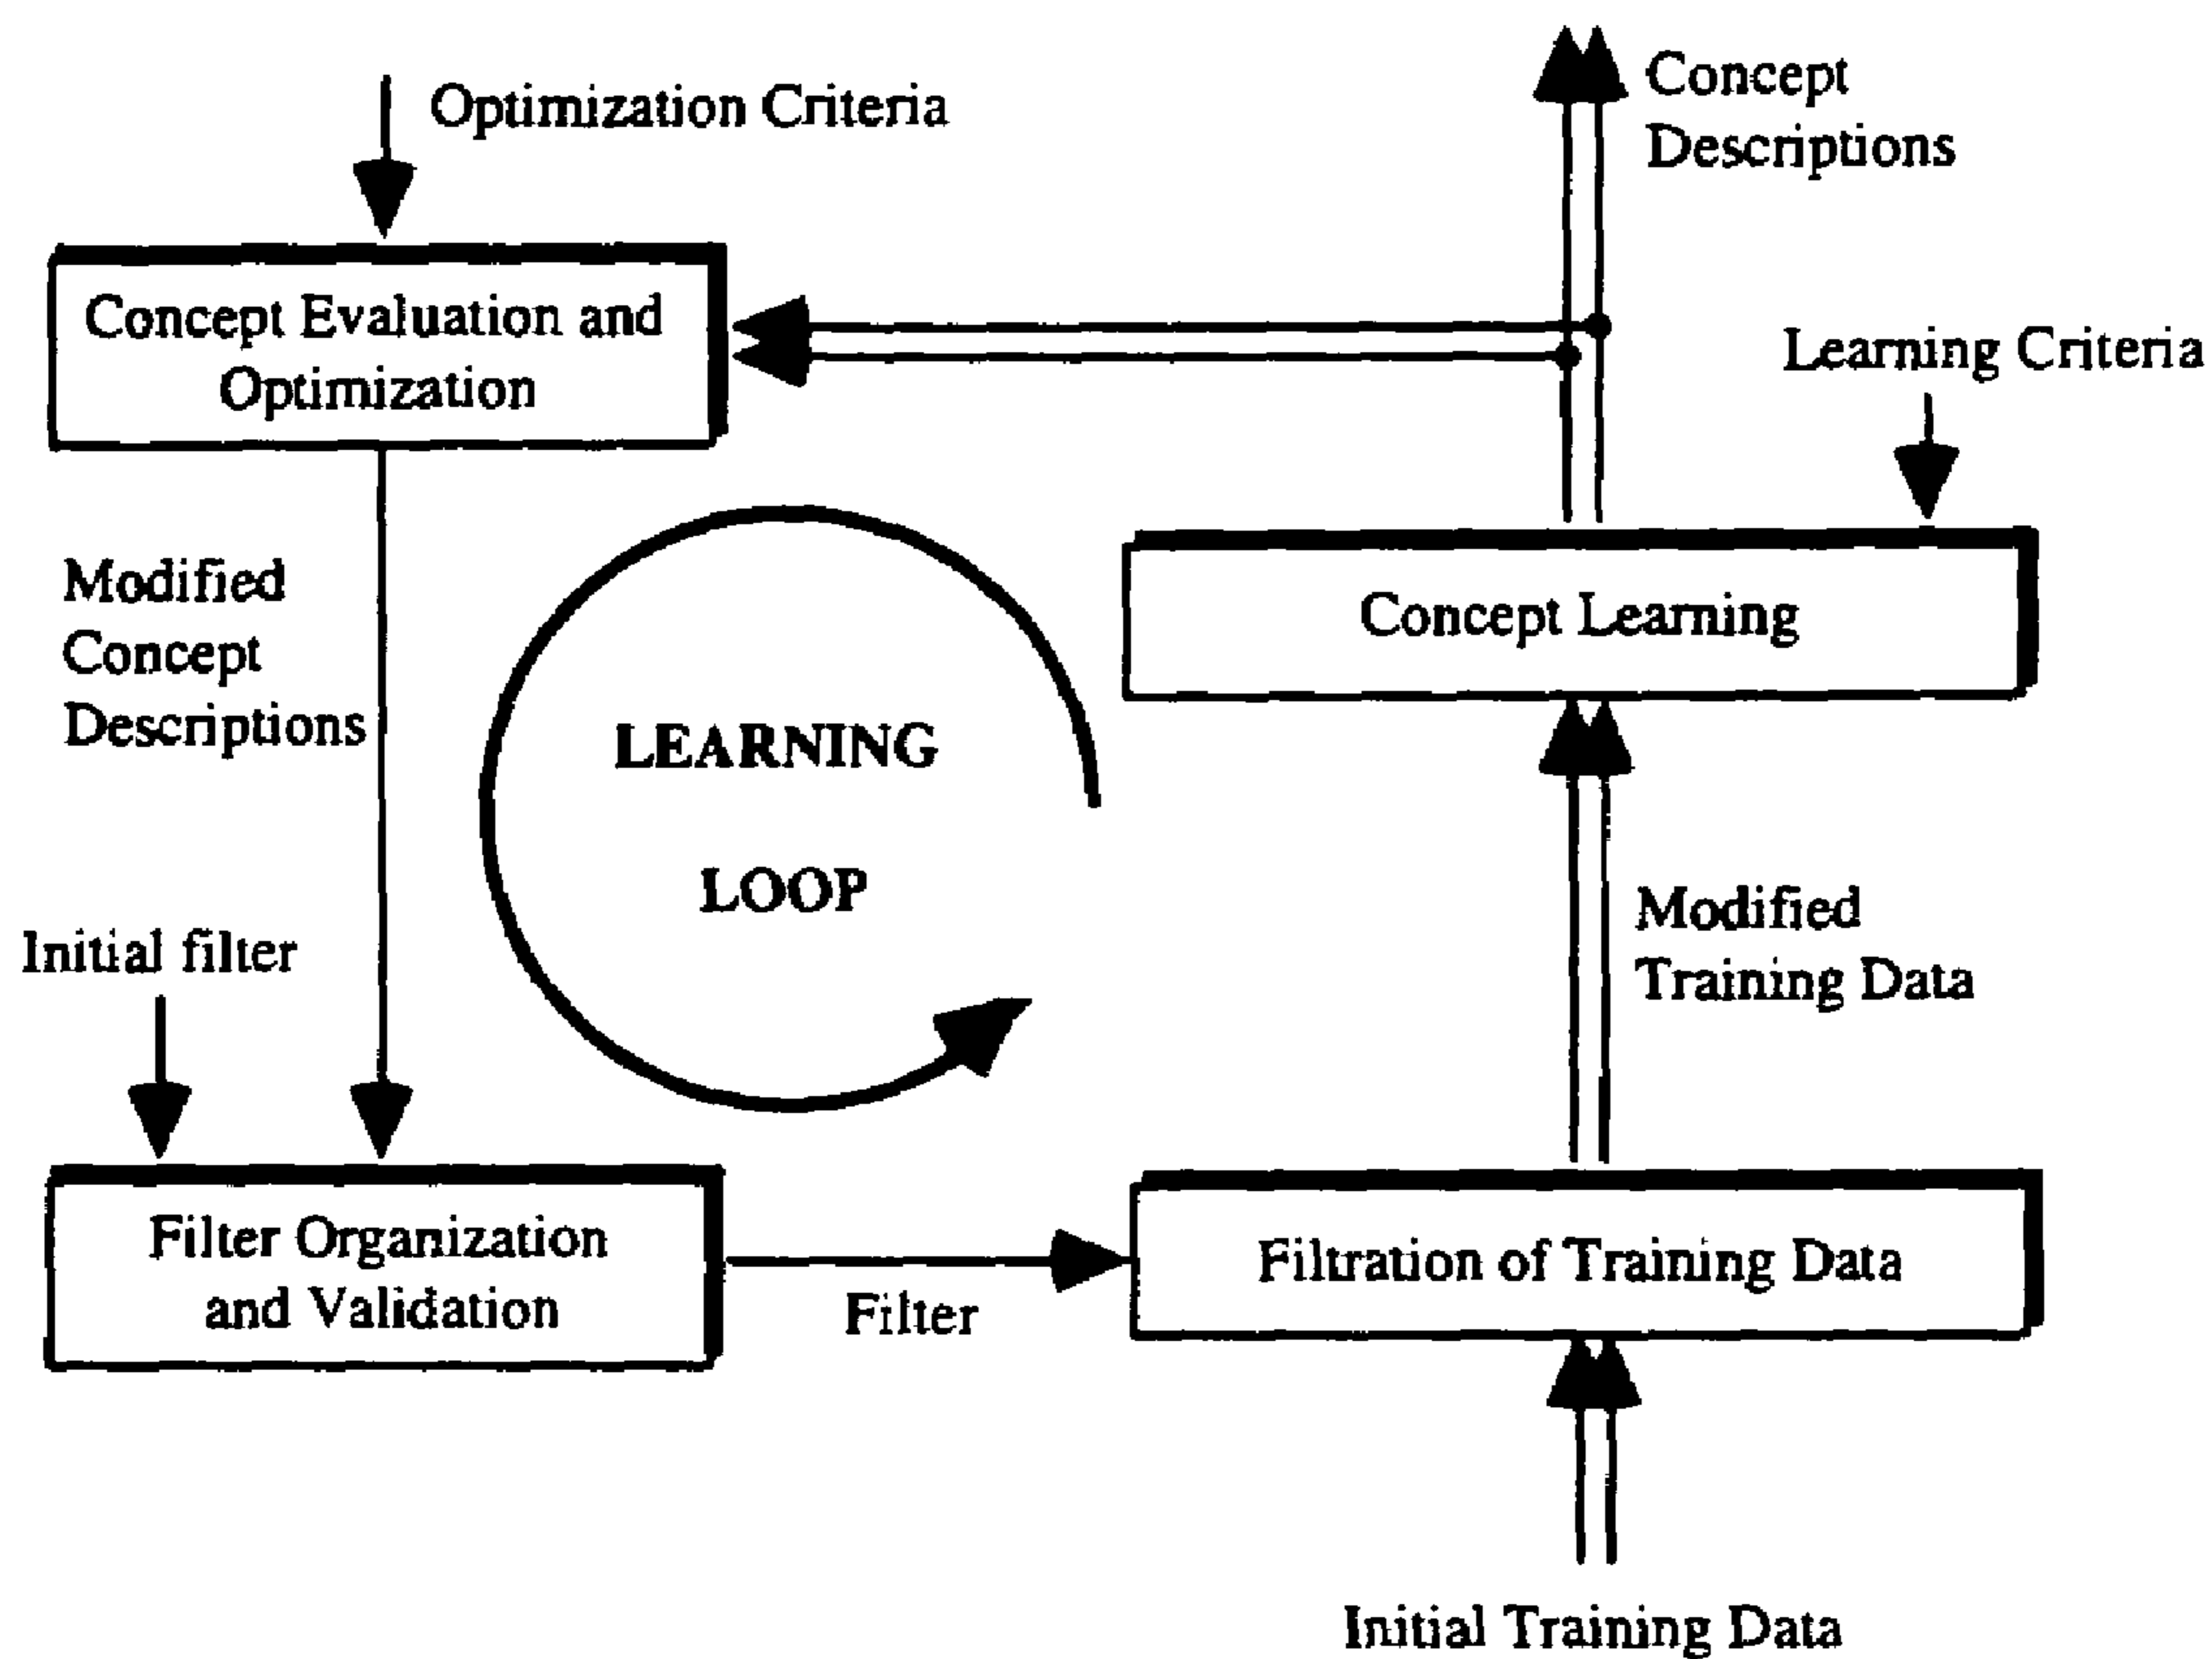 Optimization Criteria
Concept
Descriptions
Concept Evaluation and
Optimization
Learning Criteria
Modified
Concept
Descriptions
Concept Learning
LEARNING
LOOP
Initial filter
Modified
Training Data
Filter Organization
and Validation
Filter
Filtration of Training Data
Initial Training Data